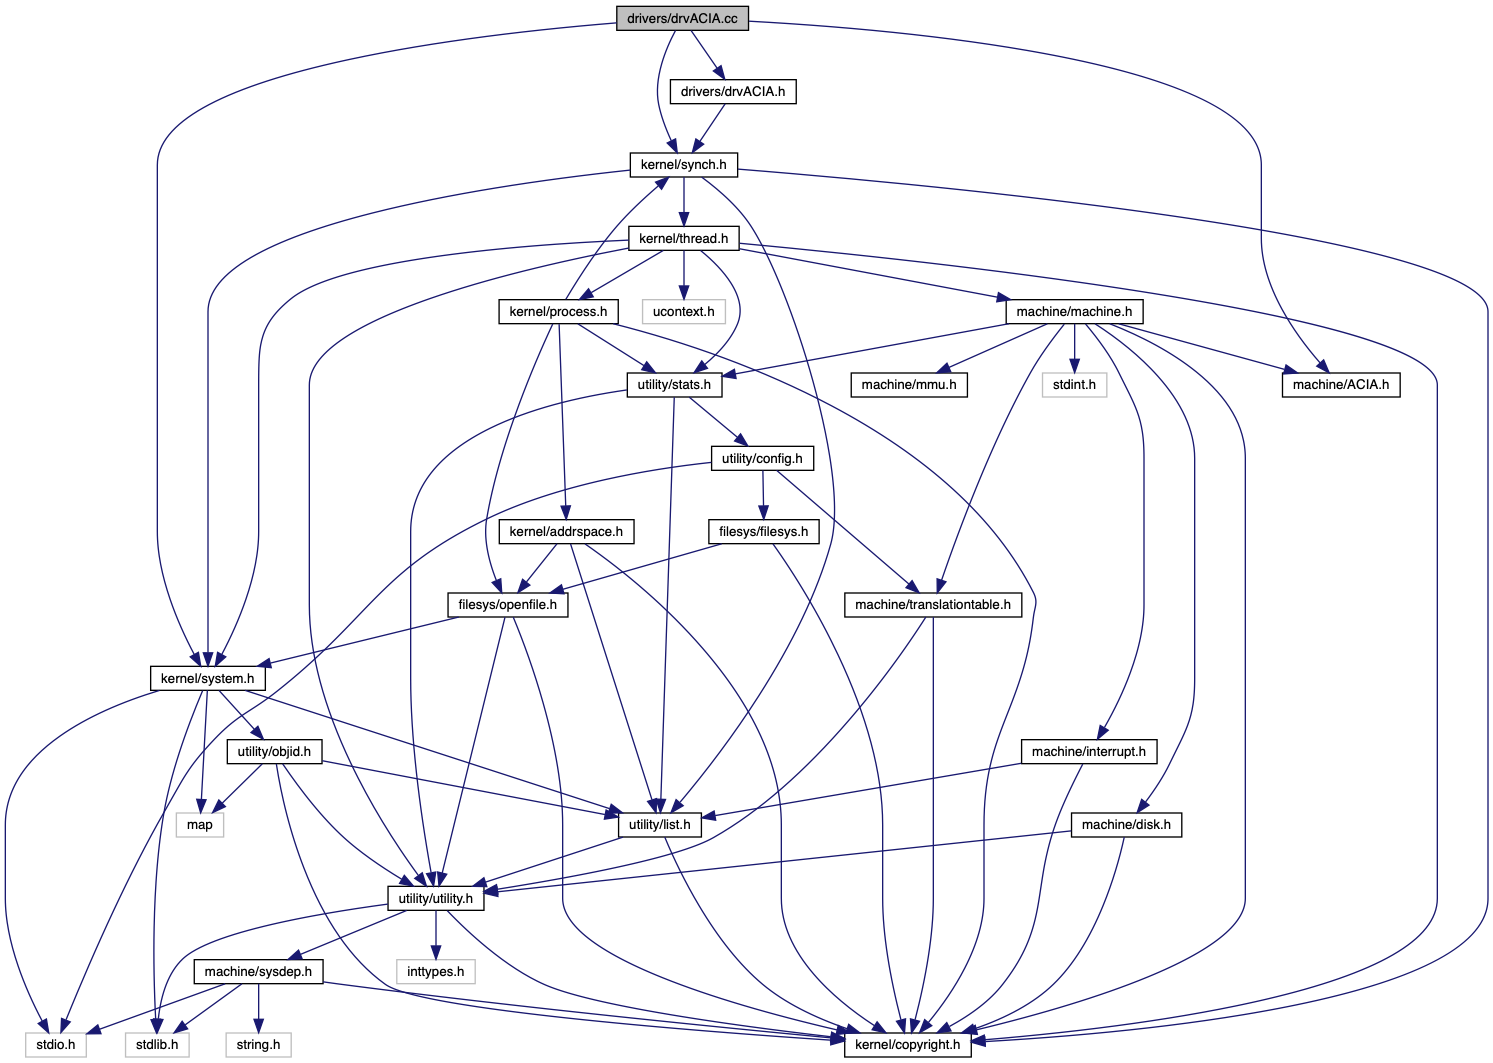 drivers/drvACIA.cc
drivers/drvACIA.h
kernel/synch.h
kernel/thread.h
kernel/process.h
ucontext.h
machine/machine.h
utility/stats.h
machine/mmu.h
stdint.h
machine/ACIA.h
utility/config.h
kernel/addrspace.h
filesys/filesys.h
filesys/openfile.h
machine/translationtable.h
kernel/system.h
utility/objid.h
machine/interrupt.h
map
utility/list.h
machine/disk.h
utility/utility.h
machine/sysdep.h
inttypes.h
stdio.h
stdlib.h
string.h
kernel/copyright.h